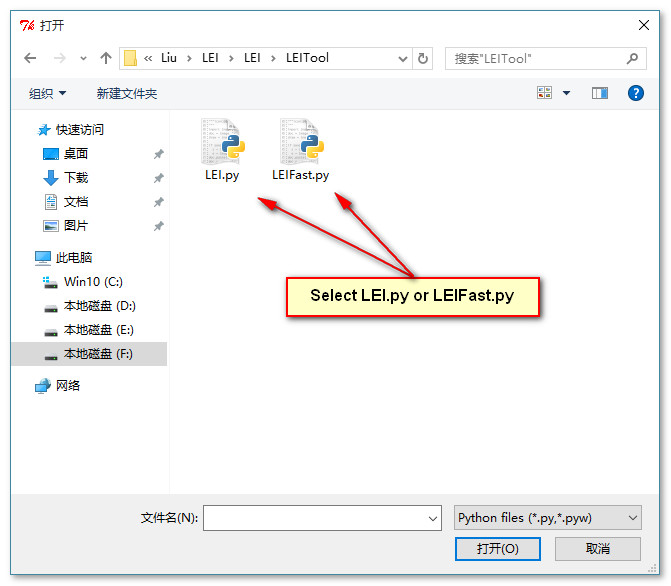 打开
« Liu › LEI › LEI › LEITool
搜索"LEITool"
组织
新建文件夹
快速访问
桌面
下载
文档
图片
此电脑
Win10 (C:)
本地磁盘 (D:)
本地磁盘 (E:)
本地磁盘 (F:)
网络
LEI.py
LEIFast.py
Select LEI.py or LEIFast.py
文件名(N):
Python files (*.py,*.pyw)
打开(O)
取消